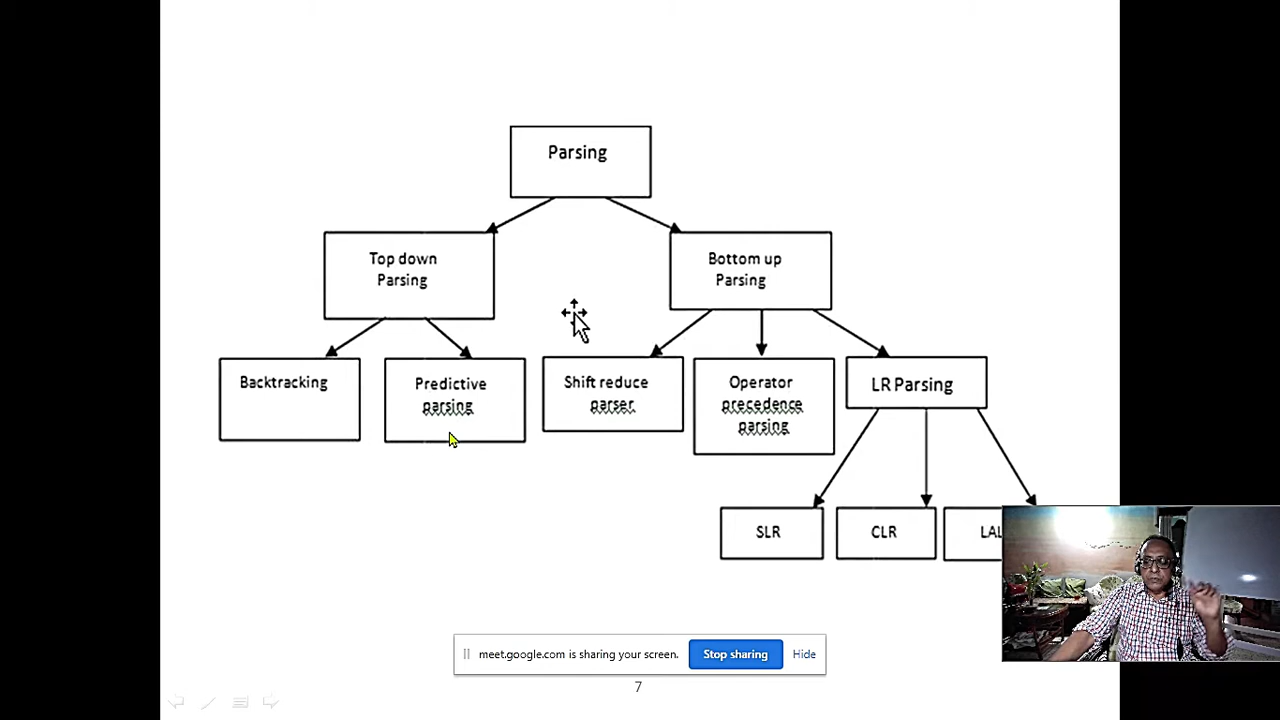 Parsing
Top down
Parsing
Bottom up
Parsing
Backtracking
Predictive
parsing
Shift reduce
parser
Operator
precedence
parsing
LR Parsing
SLR
CLR
meet.google.com is sharing your screen.
Stop sharing
Hide
7